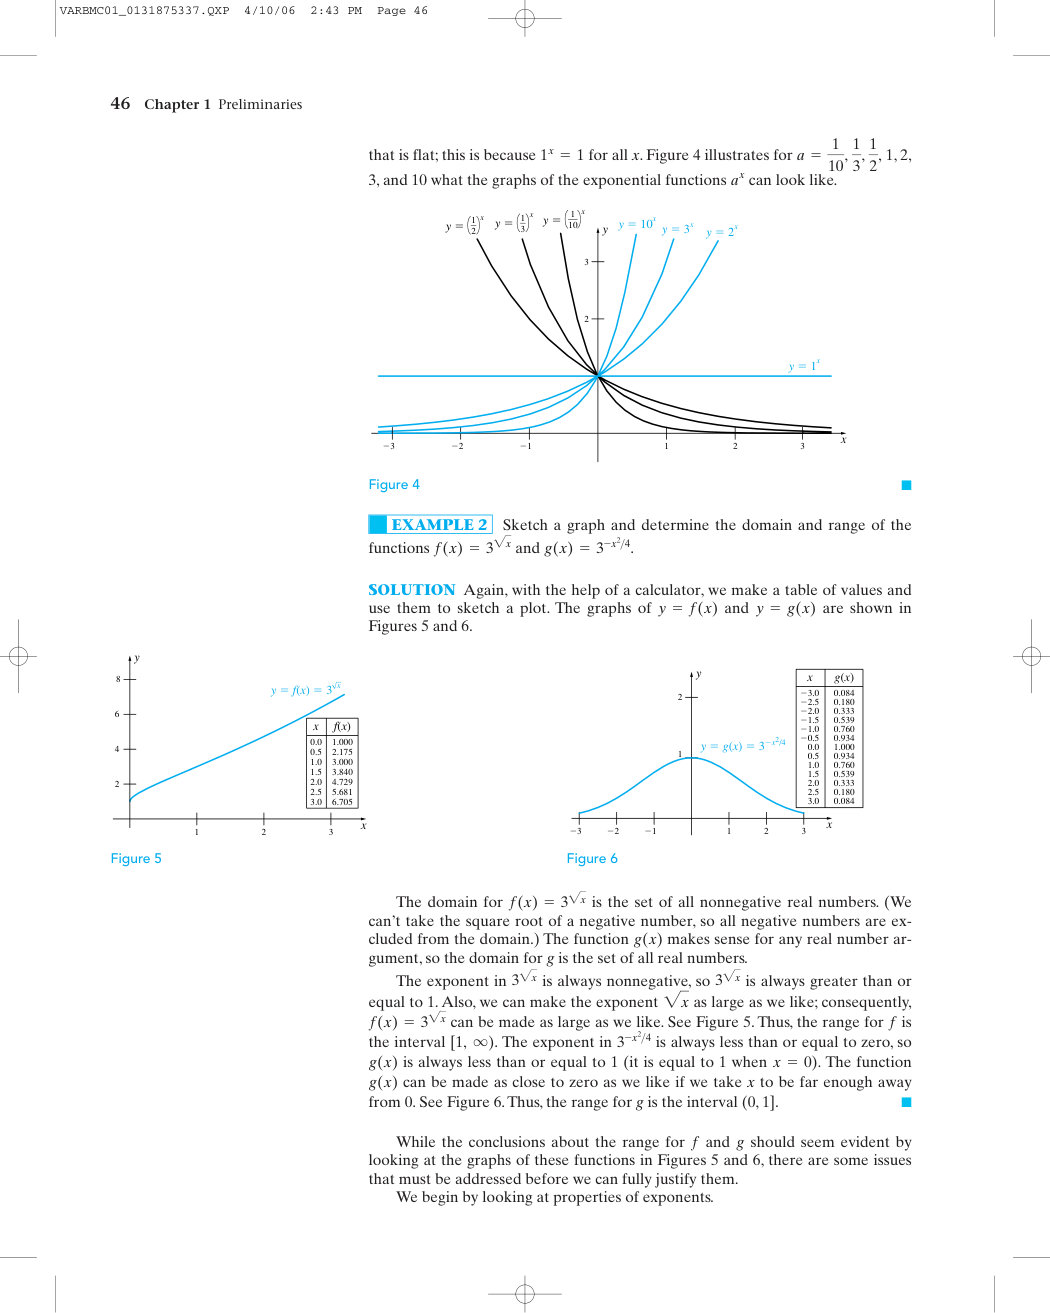 VARBMC01_0131875337.QXP 4/10/06 2:43 PM Page 46
46 Chapter 1 Preliminaries
that is flat; this is because 1ˣ = 1 for all x. Figure 4 illustrates for a = 1/10, 1/3, 1/2, 1, 2,
3, and 10 what the graphs of the exponential functions aˣ can look like.
y = (1/2)ˣ y = (1/3)ˣ y = (1/10)ˣ y y = 10ˣ y = 3ˣ y = 2ˣ
3
2
y = 1ˣ
−3 −2 −1 1 2 3 x
Figure 4
EXAMPLE 2 Sketch a graph and determine the domain and range of the
functions f(x) = 3^√x and g(x) = 3^(−x²/4).
SOLUTION Again, with the help of a calculator, we make a table of values and
use them to sketch a plot. The graphs of y = f(x) and y = g(x) are shown in
Figures 5 and 6.
y
8
y = f(x) = 3^√x
6
4
2
x f(x)
0.0 1.000
0.5 2.175
1.0 3.000
1.5 3.840
2.0 4.729
2.5 5.681
3.0 6.705
1 2 3 x
Figure 5
y
2
y = g(x) = 3^(−x²/4)
1
x g(x)
−3.0 0.084
−2.5 0.180
−2.0 0.333
−1.5 0.539
−1.0 0.760
−0.5 0.934
0.0 1.000
0.5 0.934
1.0 0.760
1.5 0.539
2.0 0.333
2.5 0.180
3.0 0.084
−3 −2 −1 1 2 3 x
Figure 6
The domain for f(x) = 3^√x is the set of all nonnegative real numbers. (We
can't take the square root of a negative number, so all negative numbers are ex-
cluded from the domain.) The function g(x) makes sense for any real number ar-
gument, so the domain for g is the set of all real numbers.
The exponent in 3^√x is always nonnegative, so 3^√x is always greater than or
equal to 1. Also, we can make the exponent √x as large as we like; consequently,
f(x) = 3^√x can be made as large as we like. See Figure 5. Thus, the range for f is
the interval [1, ∞). The exponent in 3^(−x²/4) is always less than or equal to zero, so
g(x) is always less than or equal to 1 (it is equal to 1 when x = 0). The function
g(x) can be made as close to zero as we like if we take x to be far enough away
from 0. See Figure 6. Thus, the range for g is the interval (0, 1].
While the conclusions about the range for f and g should seem evident by
looking at the graphs of these functions in Figures 5 and 6, there are some issues
that must be addressed before we can fully justify them.
We begin by looking at properties of exponents.